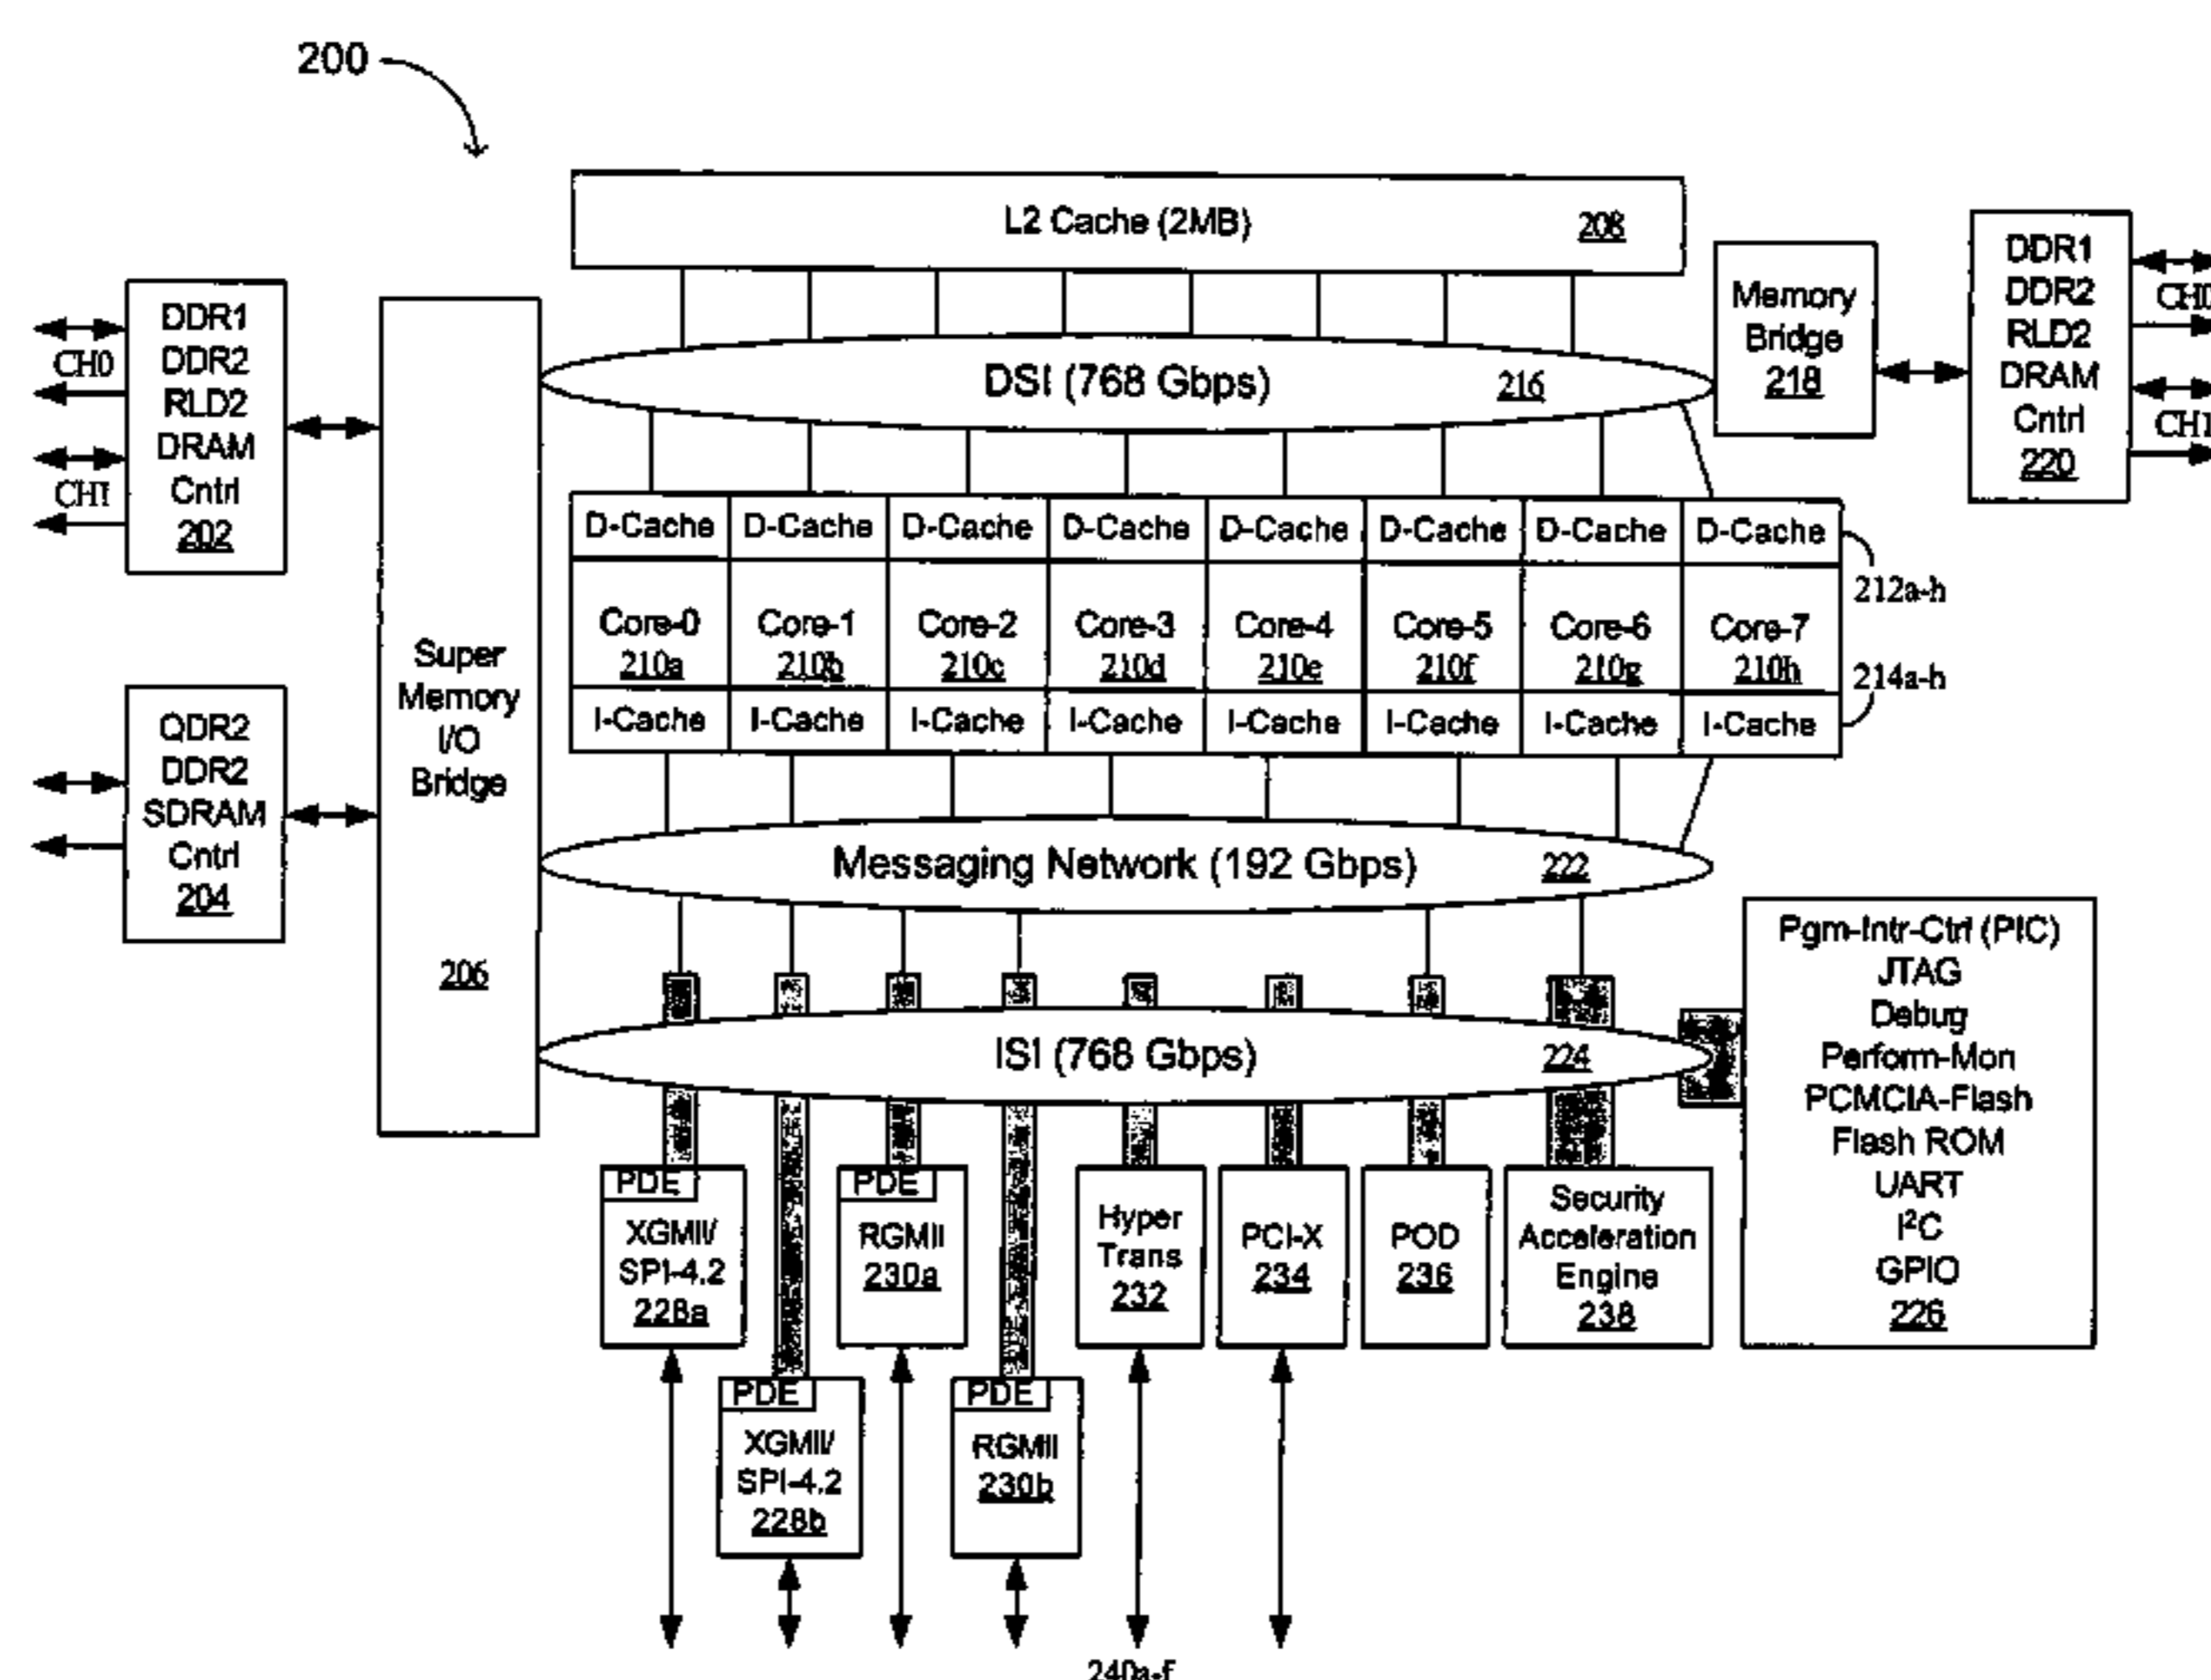 200
L2 Cache (2MB) 208
DDR1
DDR2
RLD2
DRAM
Cntrl
202
CH0
CH1
Super
Memory
I/O
Bridge
206
DSI (768 Gbps) 216
Memory
Bridge
218
DDR1
DDR2
RLD2
DRAM
Cntrl
220
CH0
CH1
D-Cache D-Cache D-Cache D-Cache D-Cache D-Cache D-Cache D-Cache
212a-h
Core-0 Core-1 Core-2 Core-3 Core-4 Core-5 Core-6 Core-7
210a 210b 210c 210d 210e 210f 210g 210h
214a-h
I-Cache I-Cache I-Cache I-Cache I-Cache I-Cache I-Cache I-Cache
QDR2
DDR2
SDRAM
Cntrl
204
Messaging Network (192 Gbps) 222
ISI (768 Gbps) 224
Pgm-Intr-Ctrl (PIC)
JTAG
Debug
Perform-Mon
PCMCIA-Flash
Flash ROM
UART
I²C
GPIO
226
PDE
XGMII/
SPI-4.2
228a
PDE
RGMII
230a
Hyper
Trans
232
PCI-X
234
POD
236
Security
Acceleration
Engine
238
PDE
XGMII/
SPI-4.2
228b
PDE
RGMII
230b
240a-f